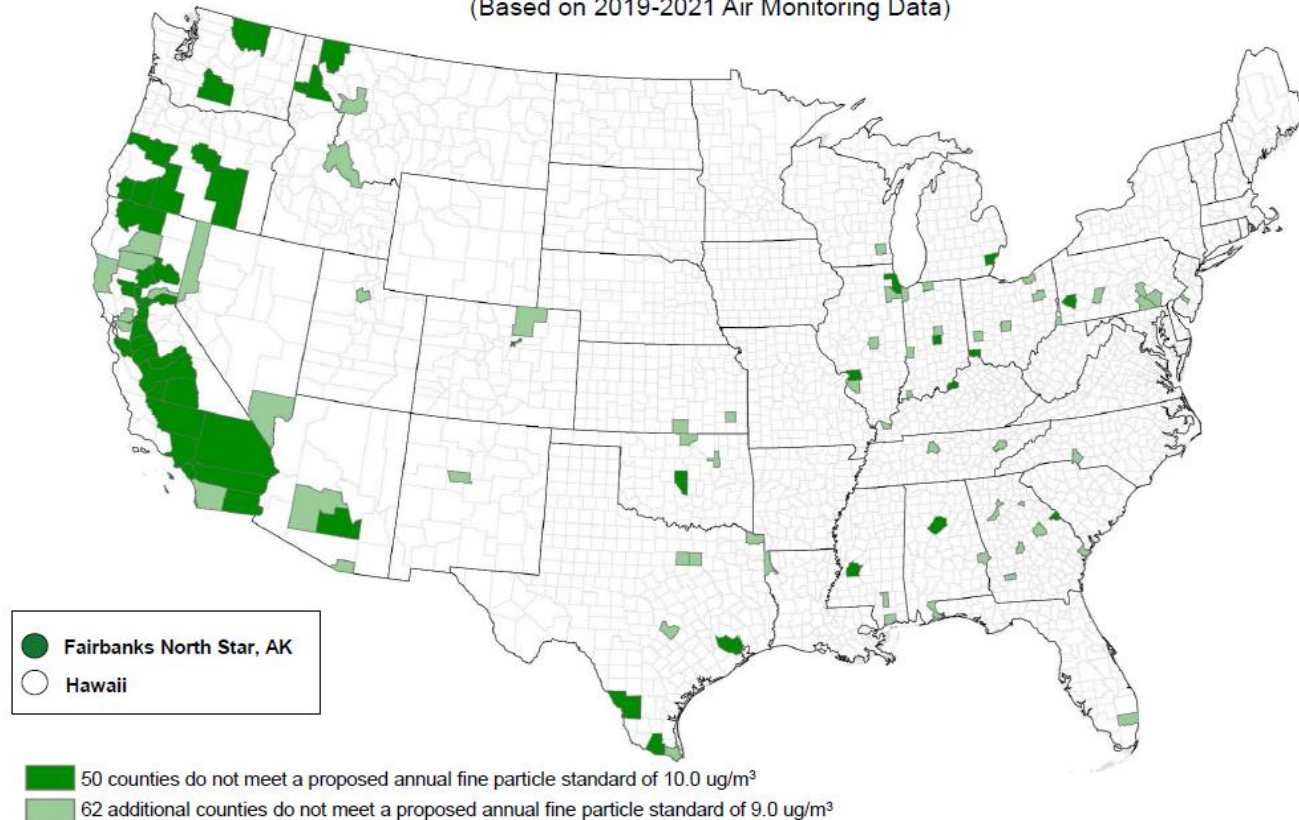 (Based on 2019-2021 Air Monitoring Data)
Fairbanks North Star, AK
Hawaii
50 counties do not meet a proposed annual fine particle standard of 10.0 ug/m³
62 additional counties do not meet a proposed annual fine particle standard of 9.0 ug/m³